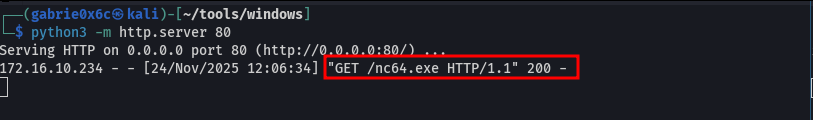 (gabrie0x6c㉿kali)-[~/tools/windows]
$ python3 -m http.server 80
Serving HTTP on 0.0.0.0 port 80 (http://0.0.0.0:80/) ...
172.16.10.234 - - [24/Nov/2025 12:06:34] "GET /nc64.exe HTTP/1.1" 200 -